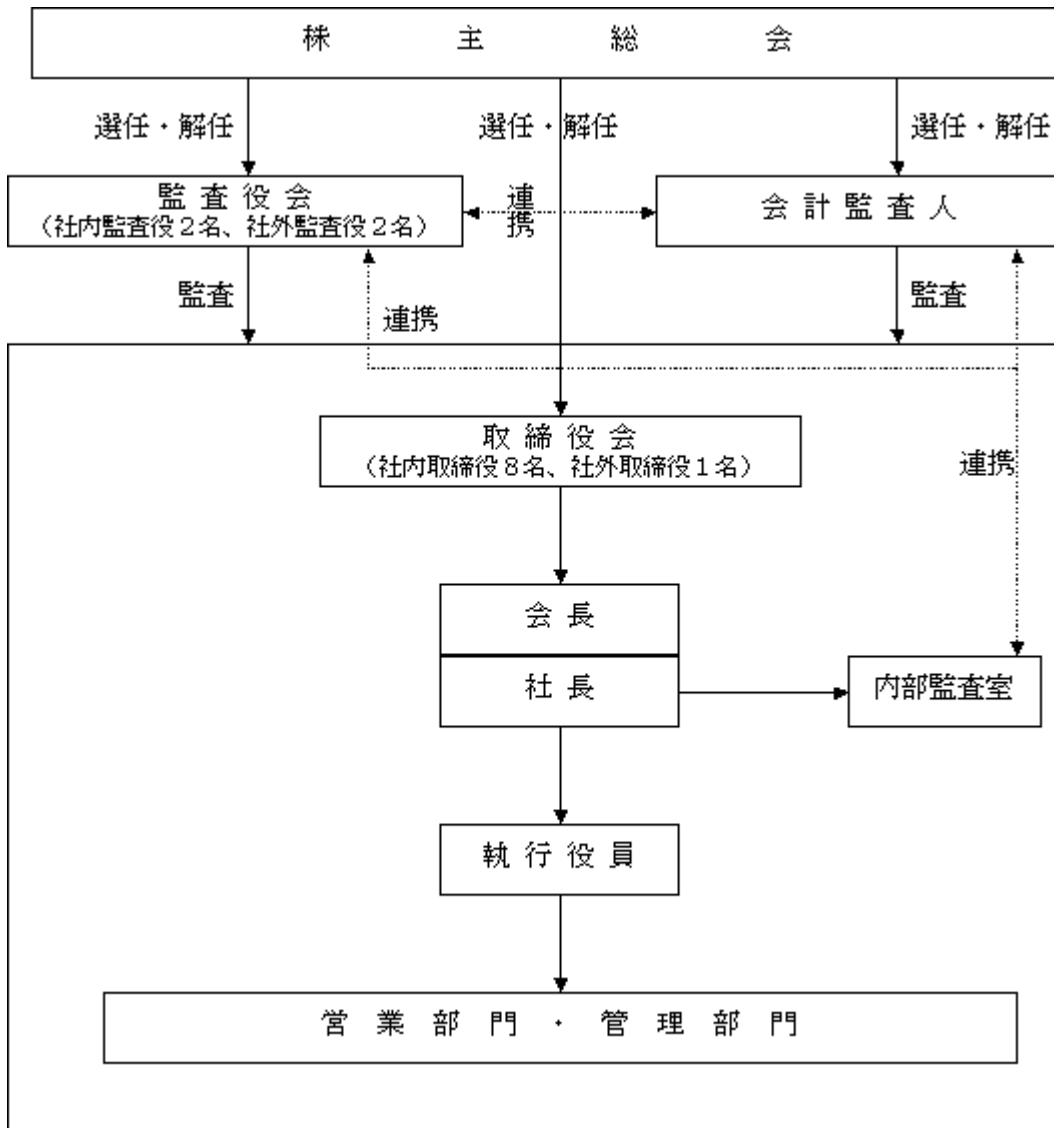 株主総会
選任・解任
選任・解任
選任・解任
監査役会
（社内監査役２名、社外監査役２名）
連携
会計監査人
監査
連携
監査
取締役会
（社内取締役８名、社外取締役１名）
連携
会長
社長
内部監査室
執行役員
営業部門・管理部門